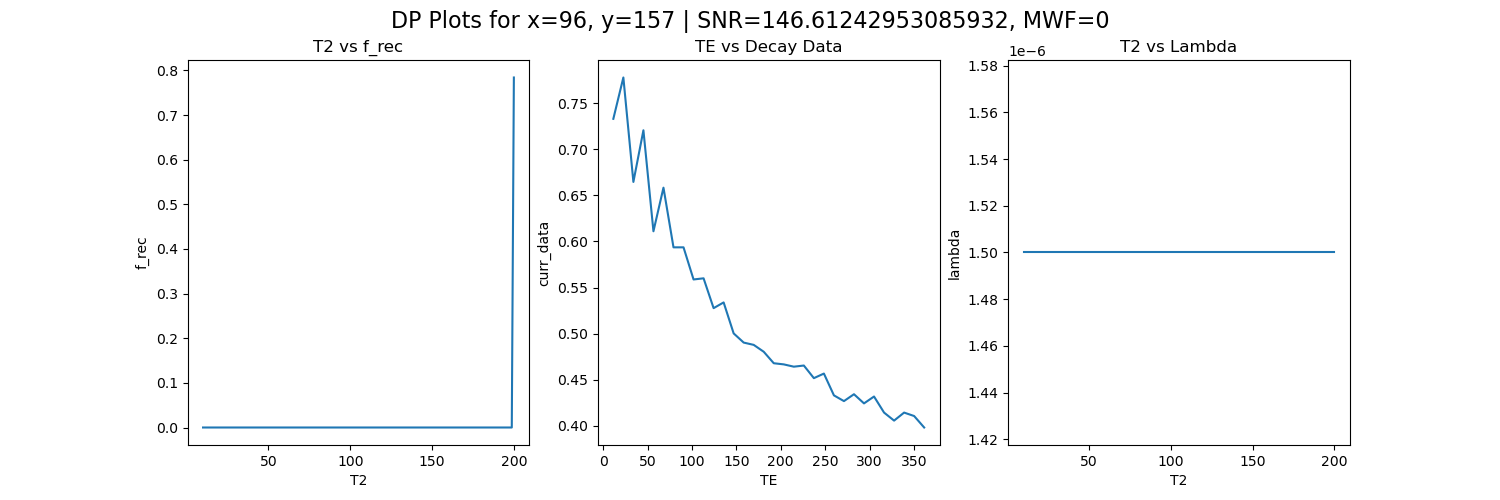 DP Plots for x=96, y=157 | SNR=146.61242953085932, MWF=0
T2 vs f_rec
f_rec
0.8
0.7
0.6
0.5
0.4
0.3
0.2
0.1
0.0
50 100 150 200
T2
TE vs Decay Data
curr_data
0.75
0.70
0.65
0.60
0.55
0.50
0.45
0.40
0 50 100 150 200 250 300 350
TE
T2 vs Lambda
1e−6
lambda
1.58
1.56
1.54
1.52
1.50
1.48
1.46
1.44
1.42
50 100 150 200
T2